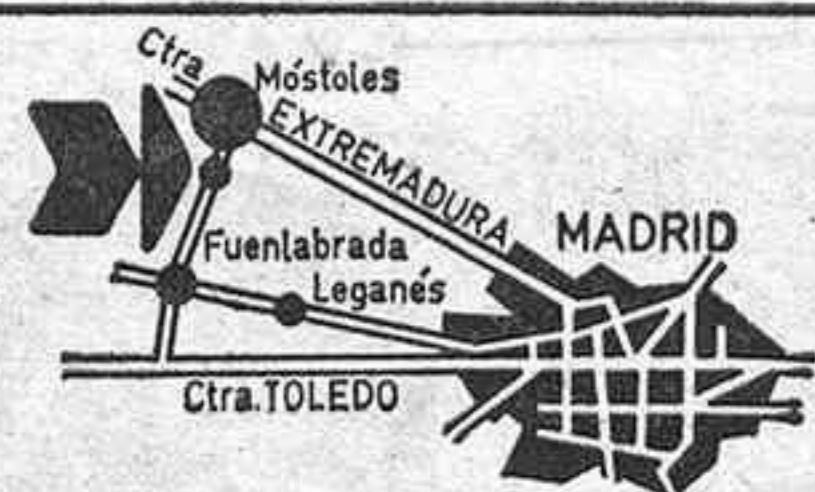 Ctra
Móstoles
EXTREMADURA
MADRID
Fuenlabrada
Leganés
Ctra.TOLEDO